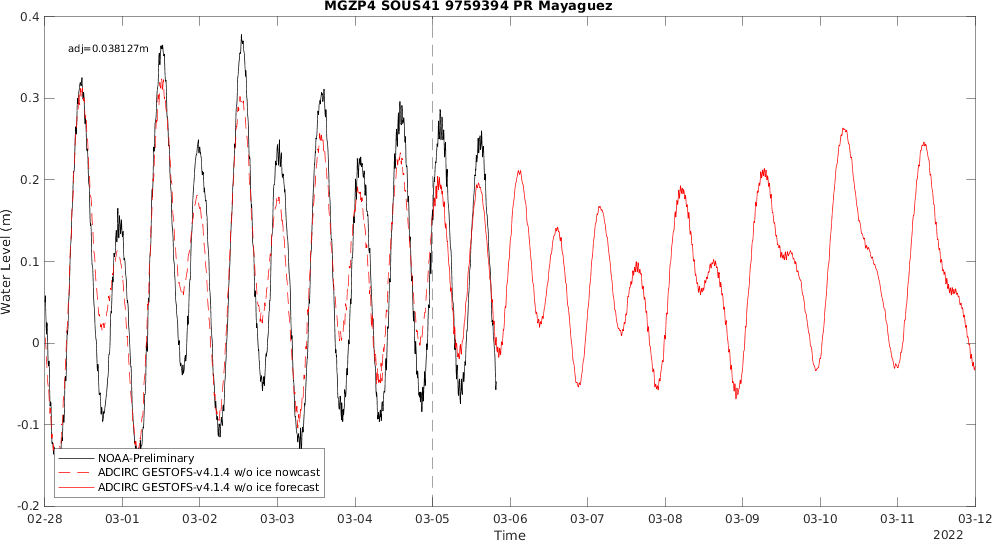 MGZP4 SOUS41 9759394 PR Mayaguez
adj=0.038127m
Water Level (m)
0.4
0.3
0.2
0.1
0
-0.1
-0.2
NOAA-Preliminary
ADCIRC GESTOFS-v4.1.4 w/o ice nowcast
ADCIRC GESTOFS-v4.1.4 w/o ice forecast
02-28 03-01 03-02 03-03 03-04 03-05 03-06 03-07 03-08 03-09 03-10 03-11 03-12
Time
2022